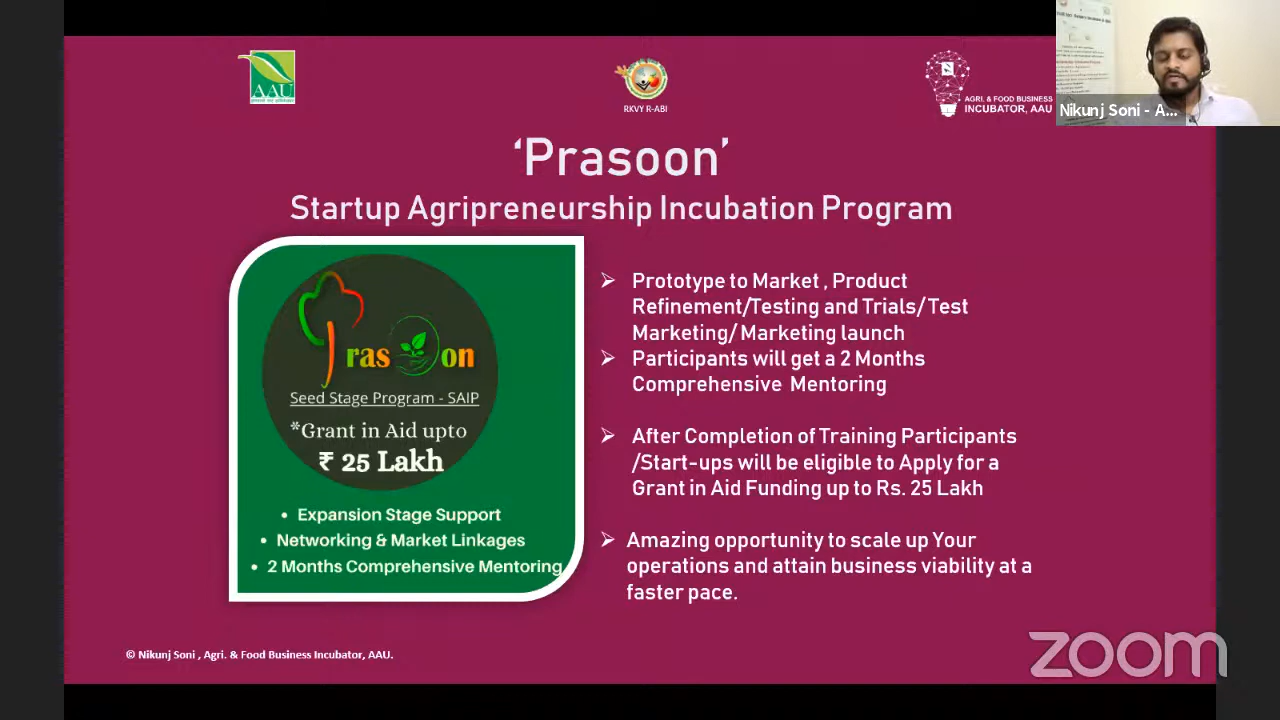 AAU
RKVY R-ABI
AGRI. & FOOD BUSINESS
INCUBATOR, AAU
Nikunj Soni - A...
‘Prasoon’
Startup Agripreneurship Incubation Program
Prasoon
Seed Stage Program - SAIP
*Grant in Aid upto
₹ 25 Lakh
• Expansion Stage Support
• Networking & Market Linkages
• 2 Months Comprehensive Mentoring
➢ Prototype to Market , Product
Refinement/Testing and Trials/ Test
Marketing/ Marketing launch
➢ Participants will get a 2 Months
Comprehensive Mentoring
➢ After Completion of Training Participants
/Start-ups will be eligible to Apply for a
Grant in Aid Funding up to Rs. 25 Lakh
➢ Amazing opportunity to scale up Your
operations and attain business viability at a
faster pace.
© Nikunj Soni , Agri. & Food Business Incubator, AAU.
zoom